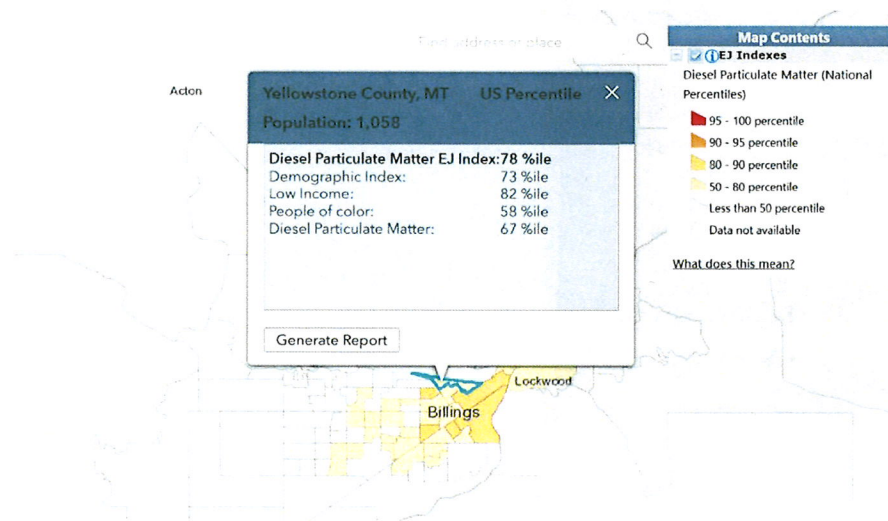 Find address or place
Acton
Yellowstone County, MT US Percentile
Population: 1,058
Diesel Particulate Matter EJ Index:78 %ile
Demographic Index: 73 %ile
Low Income: 82 %ile
People of color: 58 %ile
Diesel Particulate Matter: 67 %ile
Generate Report
Lockwood
Billings
Map Contents
EJ Indexes
Diesel Particulate Matter (National
Percentiles)
95 - 100 percentile
90 - 95 percentile
80 - 90 percentile
50 - 80 percentile
Less than 50 percentile
Data not available
What does this mean?